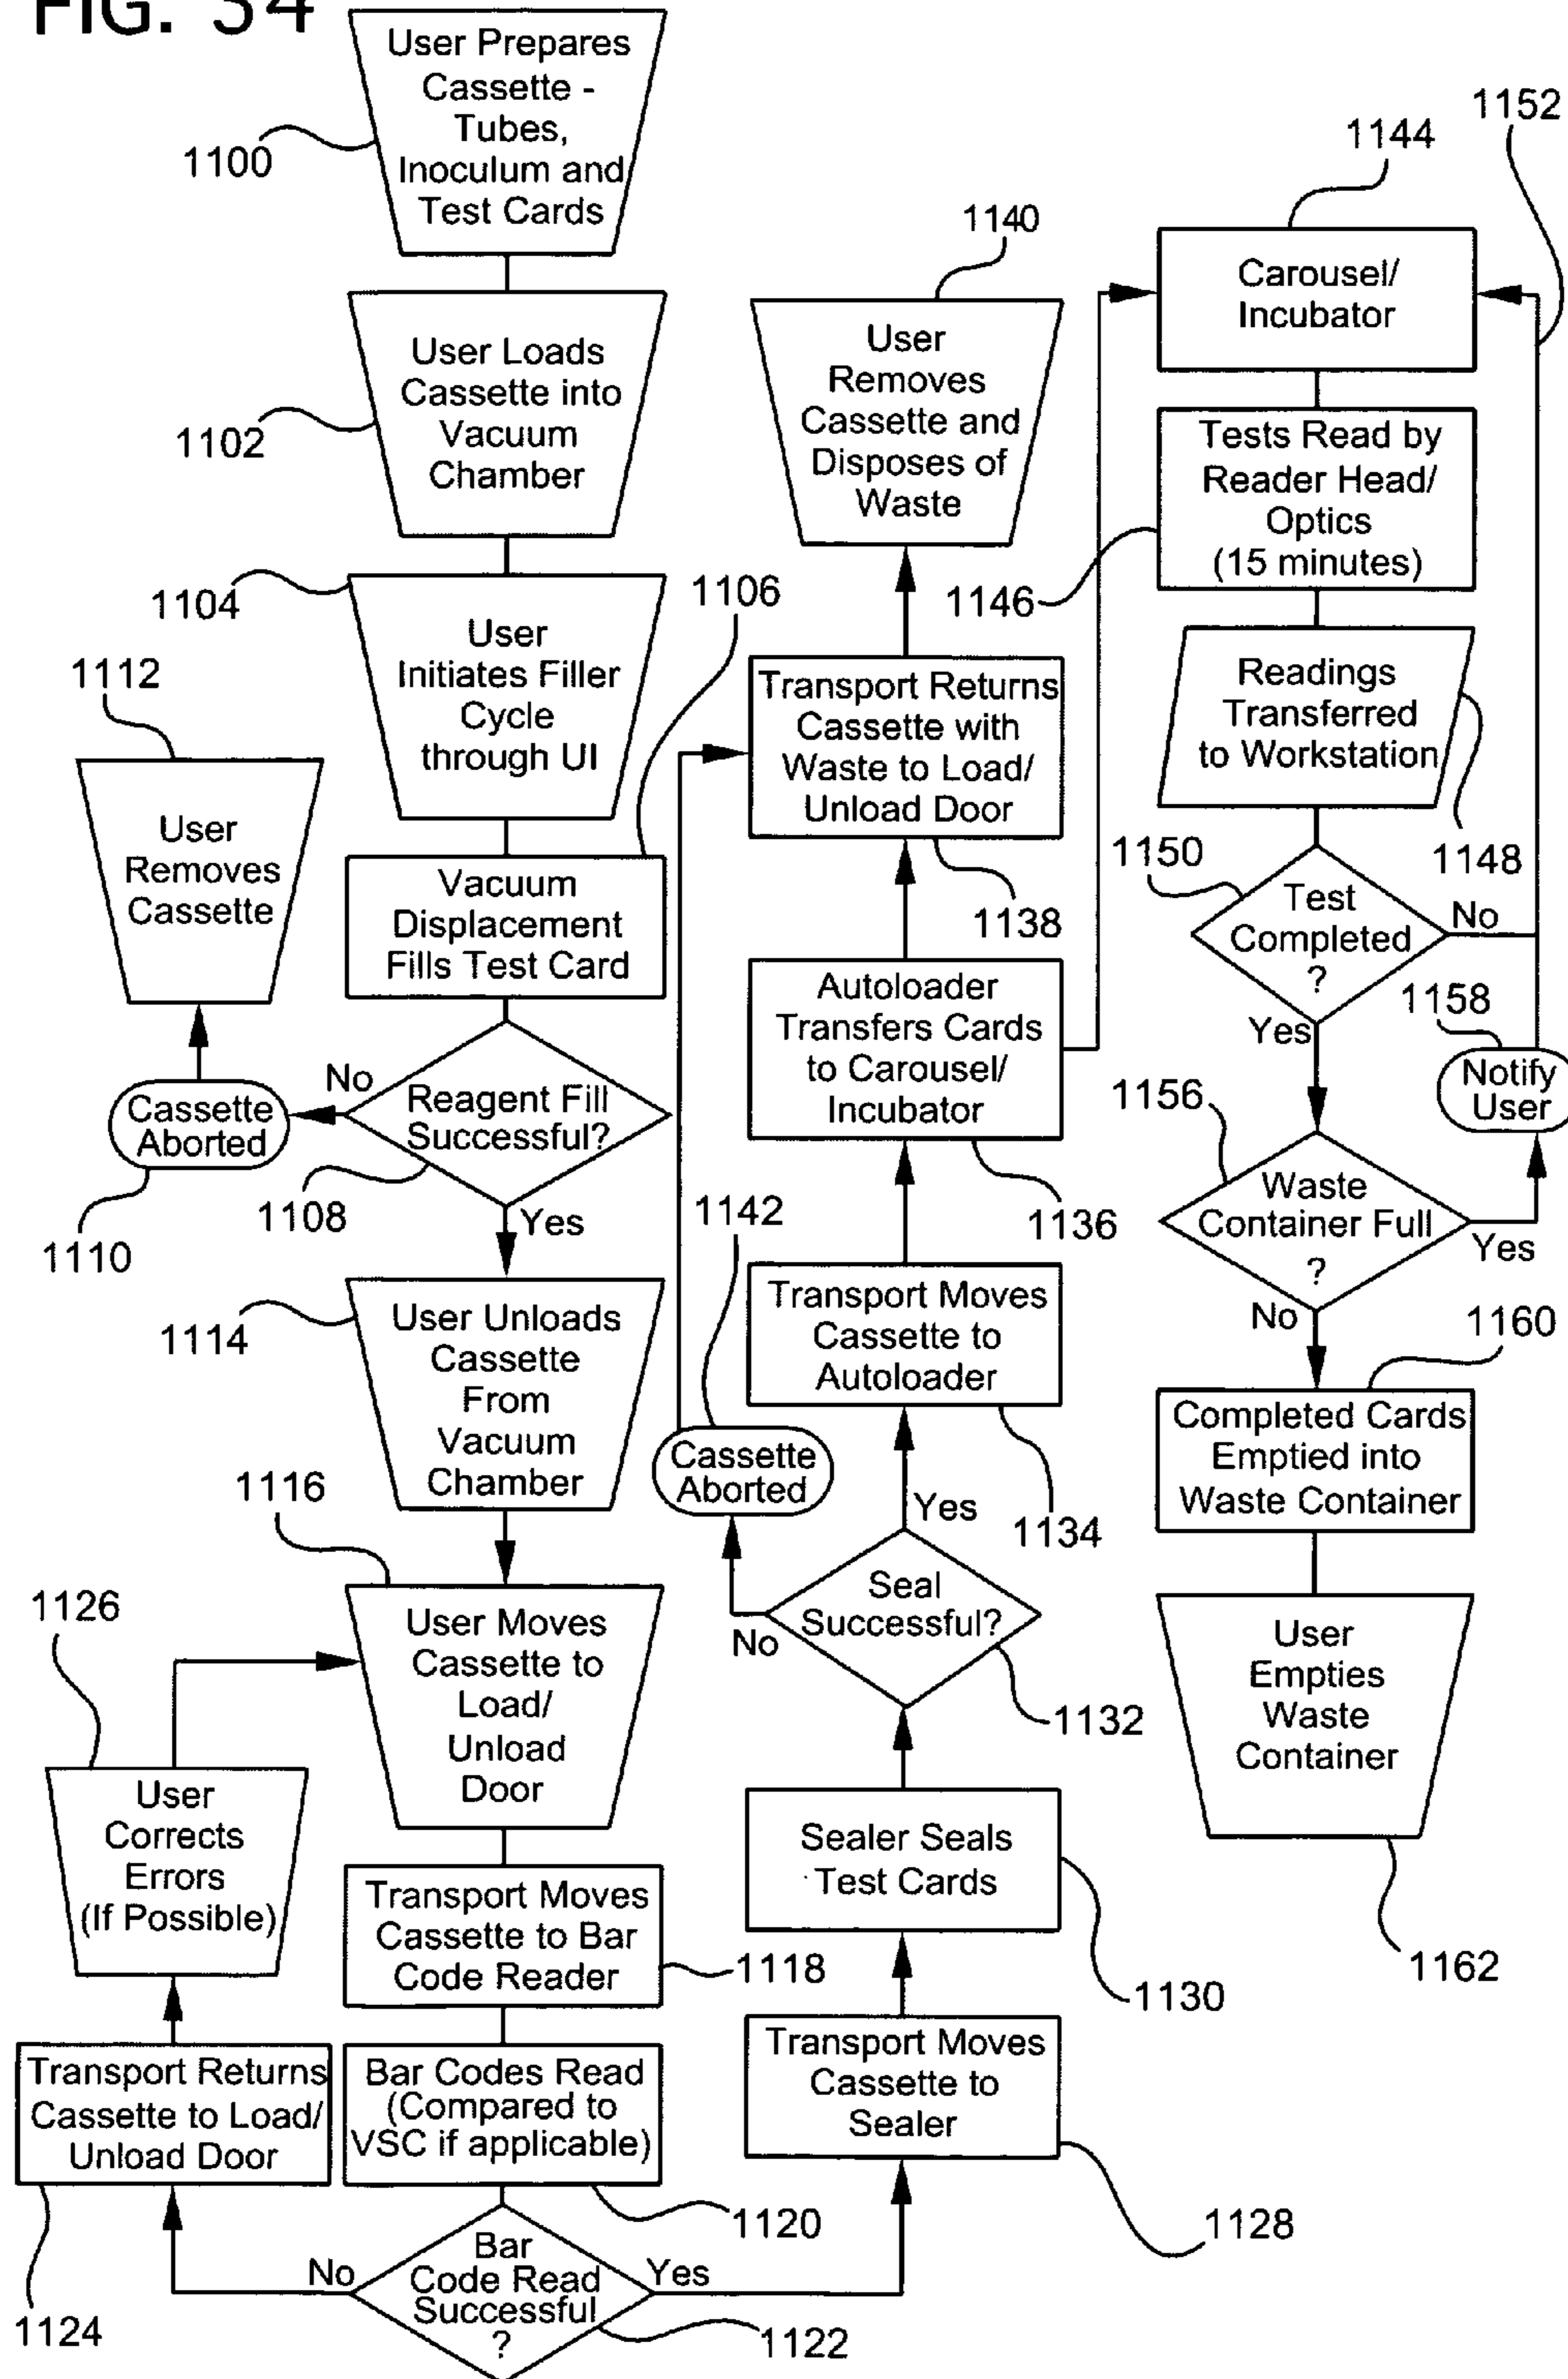 FIG. 34
User Prepares
Cassette -
Tubes,
Inoculum and
Test Cards
1100
User Loads
Cassette into
Vacuum
Chamber
1102
1104
User
Initiates Filler
Cycle
through UI
1106
Vacuum
Displacement
Fills Test Card
1112
User
Removes
Cassette
No
Cassette
Aborted
1110
Reagent Fill
Successful?
1108
Yes
1114
User Unloads
Cassette
From
Vacuum
Chamber
1116
User Moves
Cassette to
Load/
Unload
Door
1126
User
Corrects
Errors
(If Possible)
Transport Moves
Cassette to Bar
Code Reader
1118
Transport Returns
Cassette to Load/
Unload Door
1124
Bar Codes Read
(Compared to
VSC if applicable)
1120
No
Bar
Code Read
Successful
?
Yes
1122
1140
User
Removes
Cassette and
Disposes of
Waste
Transport Returns
Cassette with
Waste to Load/
Unload Door
1138
Autoloader
Transfers Cards
to Carousel/
Incubator
1136
1142
Transport Moves
Cassette to
Autoloader
1134
Cassette
Aborted
Yes
No
Seal
Successful?
1132
Sealer Seals
Test Cards
1130
Transport Moves
Cassette to
Sealer
1128
1152
1144
Carousel/
Incubator
Tests Read by
Reader Head/
Optics
(15 minutes)
1146
Readings
Transferred
to Workstation
1148
1150
Test
Completed
?
No
Yes
1158
Notify
User
1156
Waste
Container Full
?
Yes
No
1160
Completed Cards
Emptied into
Waste Container
User
Empties
Waste
Container
1162